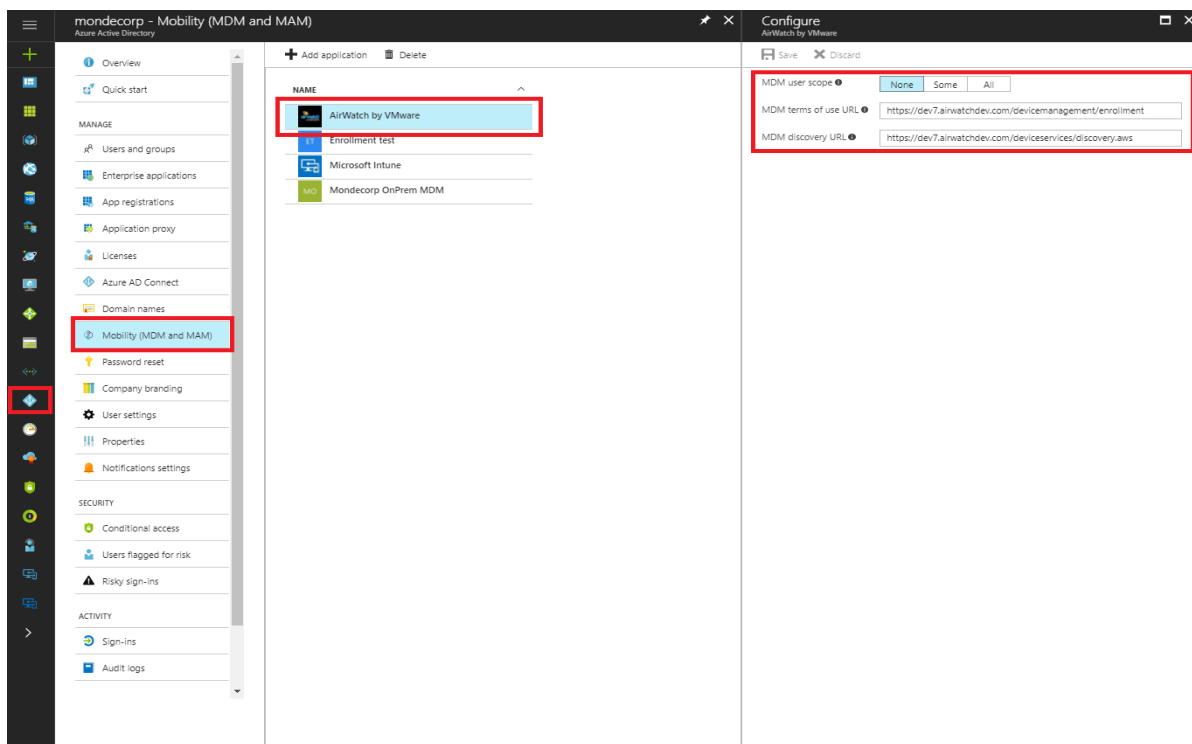 mondecorp - Mobility (MDM and MAM)
Azure Active Directory
Overview
Quick start
MANAGE
Users and groups
Enterprise applications
App registrations
Application proxy
Licenses
Azure AD Connect
Domain names
Mobility (MDM and MAM)
Password reset
Company branding
User settings
Properties
Notifications settings
SECURITY
Conditional access
Users flagged for risk
Risky sign-ins
ACTIVITY
Sign-ins
Audit logs
Add application Delete
NAME
AirWatch by VMware
ET Enrollment test
Microsoft Intune
MO Mondecorp OnPrem MDM
Configure
AirWatch by VMware
Save Discard
MDM user scope None Some All
MDM terms of use URL https://dev7.airwatchdev.com/devicemanagement/enrollment
MDM discovery URL https://dev7.airwatchdev.com/deviceservices/discovery.aws